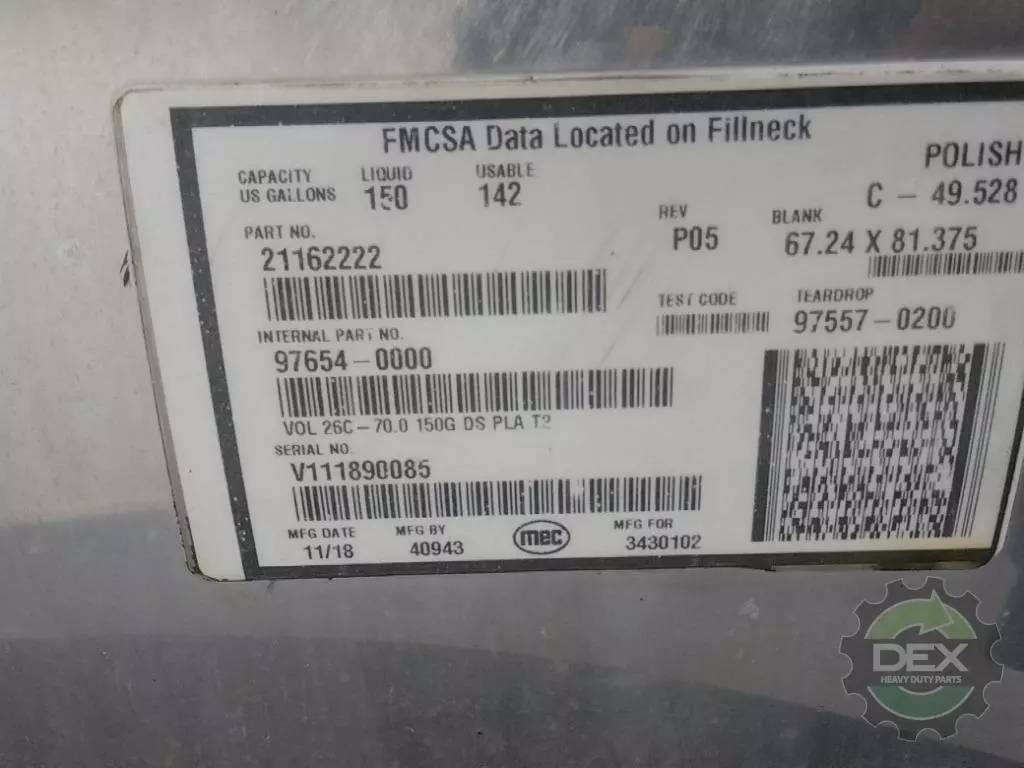 FMCSA Data Located on Fillneck
CAPACITY
US GALLONS
LIQUID
150
USABLE
142
POLISH
C - 49.528
PART NO.
21162222
REV
P05
BLANK
67.24 X 81.375
INTERNAL PART NO.
97654-0000
TEST CODE
TEARDROP
97557-0200
VOL 26C-70.0 150G DS PLA T2
SERIAL NO.
V111890085
MFG DATE
11/18
MFG BY
40943
mec
MFG FOR
3430102
DEX
HEAVY DUTY PARTS